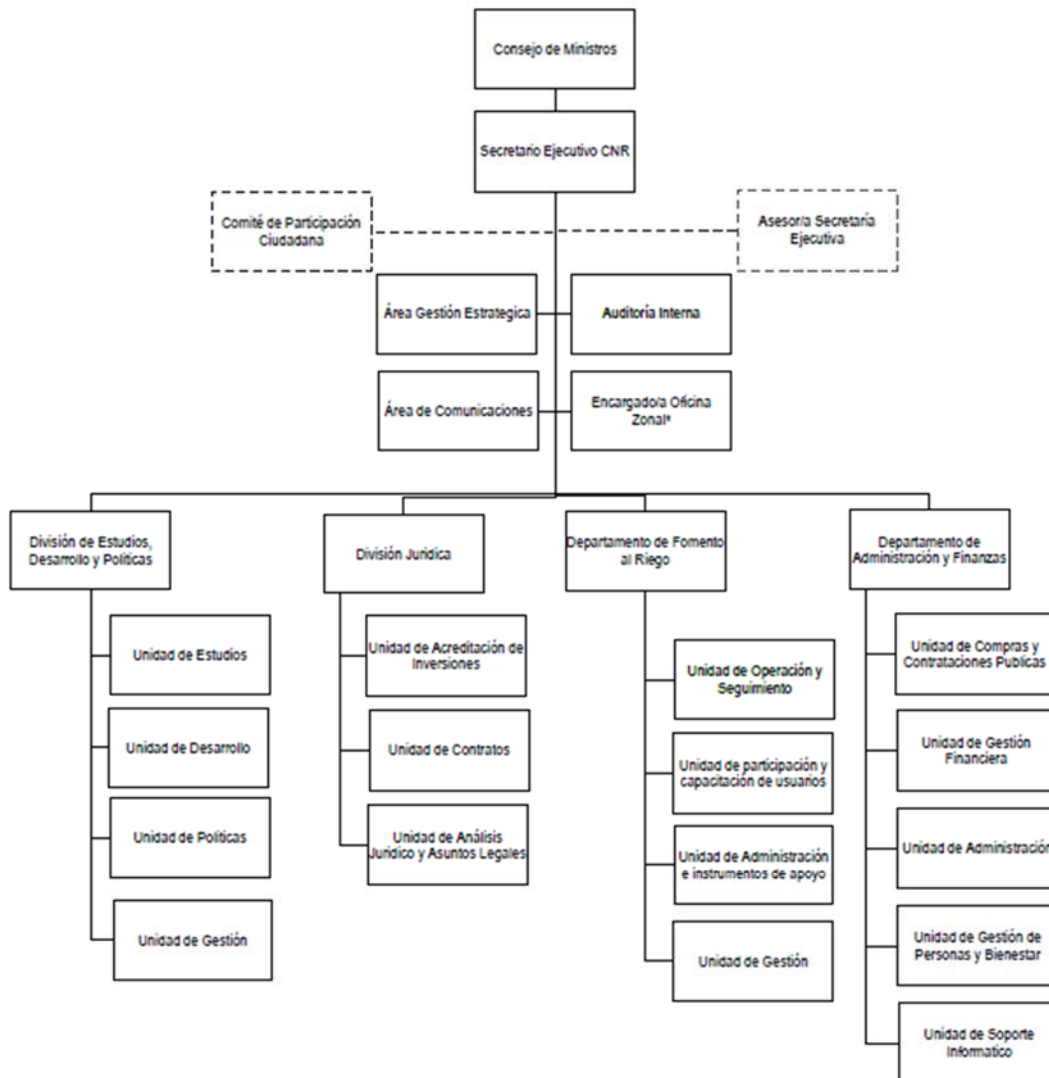 Consejo de Ministros
Secretario Ejecutivo CNR
Comité de Participación
Ciudadana
Asesor/a Secretaría
Ejecutiva
Área Gestión Estrategica
Auditoría Interna
Área de Comunicaciones
Encargado/a Oficina
Zonal*
División de Estudios,
Desarrollo y Políticas
División Jurídica
Departamento de Fomento
al Riego
Departamento de
Administración y Finanzas
Unidad de Estudios
Unidad de Desarrollo
Unidad de Políticas
Unidad de Gestión
Unidad de Acreditación de
Inversiones
Unidad de Contratos
Unidad de Análisis
Jurídico y Asuntos Legales
Unidad de Operación y
Seguimiento
Unidad de participación y
capacitación de usuarios
Unidad de Administración
e instrumentos de apoyo
Unidad de Gestión
Unidad de Compras y
Contrataciones Publicas
Unidad de Gestión
Financiera
Unidad de Administración
Unidad de Gestión de
Personas y Bienestar
Unidad de Soporte
Informatico